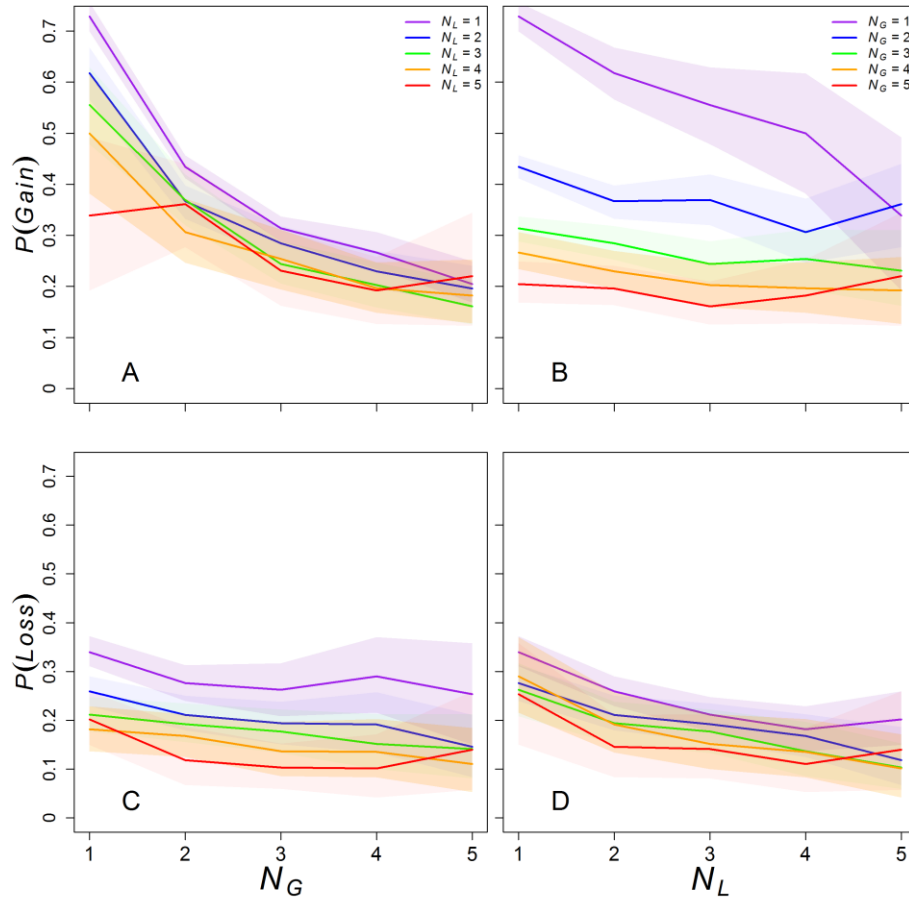 P(Gain)
0 0.1 0.2 0.3 0.4 0.5 0.6 0.7
N_L = 1
N_L = 2
N_L = 3
N_L = 4
N_L = 5
A
N_G = 1
N_G = 2
N_G = 3
N_G = 4
N_G = 5
B
P(Loss)
0 0.1 0.2 0.3 0.4 0.5 0.6 0.7
C
D
1 2 3 4 5
N_G
1 2 3 4 5
N_L